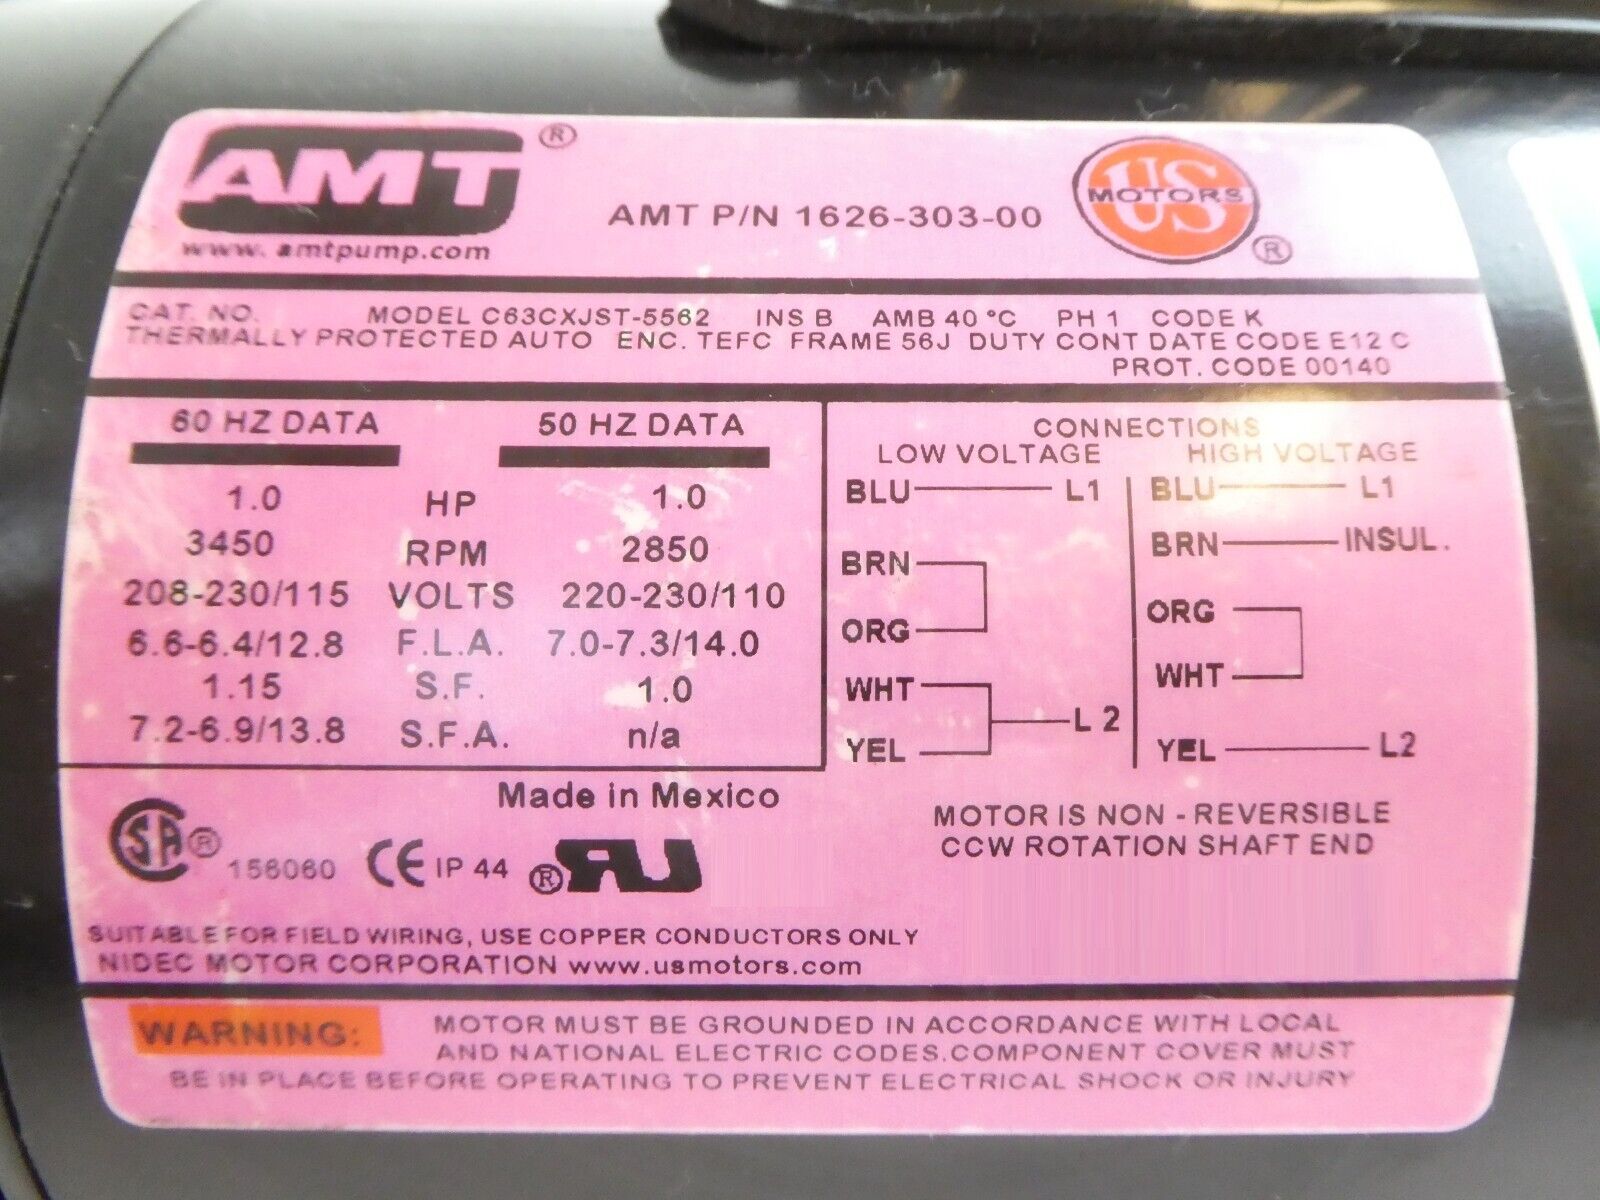 AMT ®
www.amtpump.com
AMT P/N 1626-303-00
US MOTORS ®
CAT. NO. MODEL C63CXJST-5562 INS B AMB 40 °C PH 1 CODE K
THERMALLY PROTECTED AUTO ENC. TEFC FRAME 56J DUTY CONT DATE CODE E12 C
PROT. CODE 00140
60 HZ DATA 50 HZ DATA
1.0 HP 1.0
3450 RPM 2850
208-230/115 VOLTS 220-230/110
6.6-6.4/12.8 F.L.A. 7.0-7.3/14.0
1.15 S.F. 1.0
7.2-6.9/13.8 S.F.A. n/a
CONNECTIONS
LOW VOLTAGE HIGH VOLTAGE
BLU L1 BLU L1
BRN BRN INSUL.
ORG ORG
WHT WHT
L 2
YEL YEL L2
Made in Mexico
SA ® 156060 CE IP 44 ® RU
MOTOR IS NON - REVERSIBLE
CCW ROTATION SHAFT END
SUITABLE FOR FIELD WIRING, USE COPPER CONDUCTORS ONLY
NIDEC MOTOR CORPORATION www.usmotors.com
WARNING: MOTOR MUST BE GROUNDED IN ACCORDANCE WITH LOCAL
AND NATIONAL ELECTRIC CODES.COMPONENT COVER MUST
BE IN PLACE BEFORE OPERATING TO PREVENT ELECTRICAL SHOCK OR INJURY